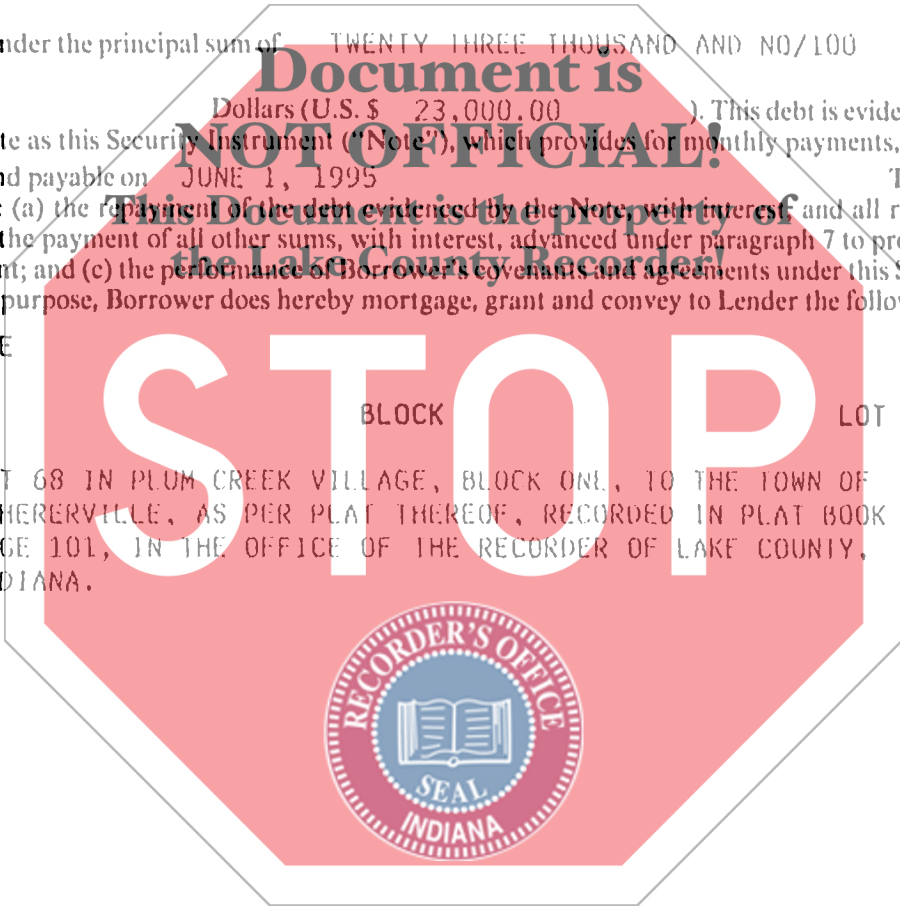 nder the principal sum of TWENTY THREE THOUSAND AND NO/100
Document is
Dollars (U.S. $ 23,000.00 ). This debt is evide
NOT OFFICIAL!
te as this Security Instrument ("Note"), which provides for monthly payments,
nd payable on JUNE 1, 1995 T
This Document is the property of
: (a) the repayment of the debt evidenced by the Note, with interest, and all r
the payment of all other sums, with interest, advanced under paragraph 7 to pro
the Lake County Recorder!
nt; and (c) the performance of Borrower's covenants and agreements under this S
purpose, Borrower does hereby mortgage, grant and convey to Lender the follow
E
STOP
BLOCK LOT
T 68 IN PLUM CREEK VILLAGE, BLOCK ONE, TO THE TOWN OF
HERERVILLE, AS PER PLAT THEREOF, RECORDED IN PLAT BOOK
GE 101, IN THE OFFICE OF THE RECORDER OF LAKE COUNTY,
DIANA.
RECORDER'S OFFICE
SEAL
INDIANA